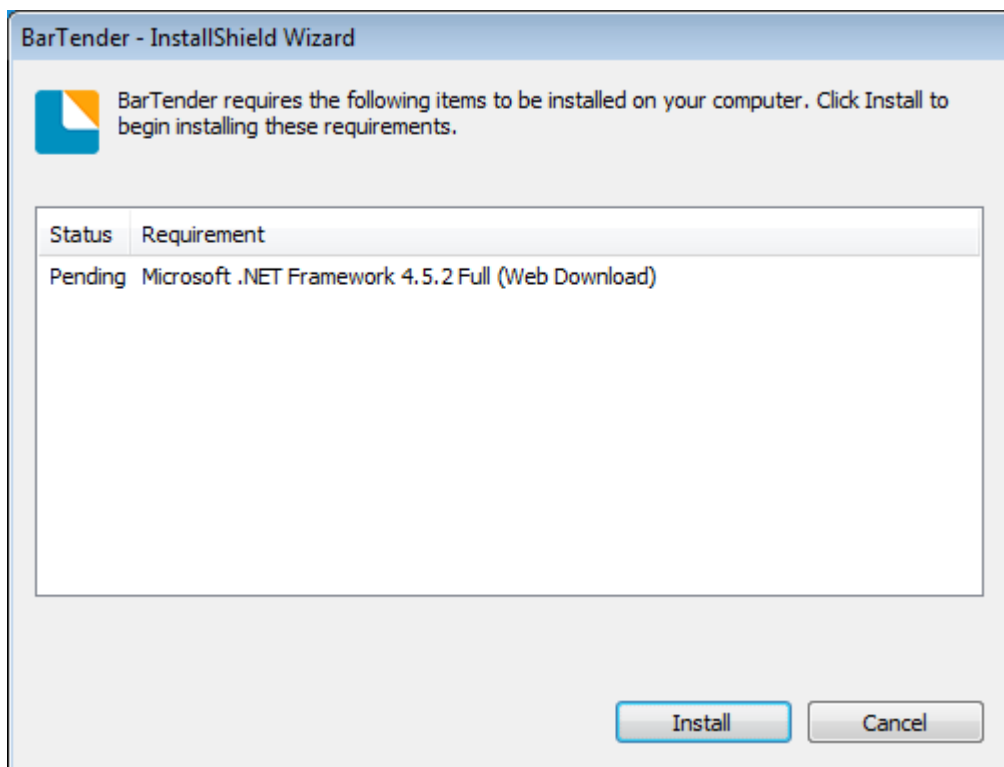 BarTender - InstallShield Wizard
BarTender requires the following items to be installed on your computer. Click Install to
begin installing these requirements.
Status Requirement
Pending Microsoft .NET Framework 4.5.2 Full (Web Download)
Install Cancel